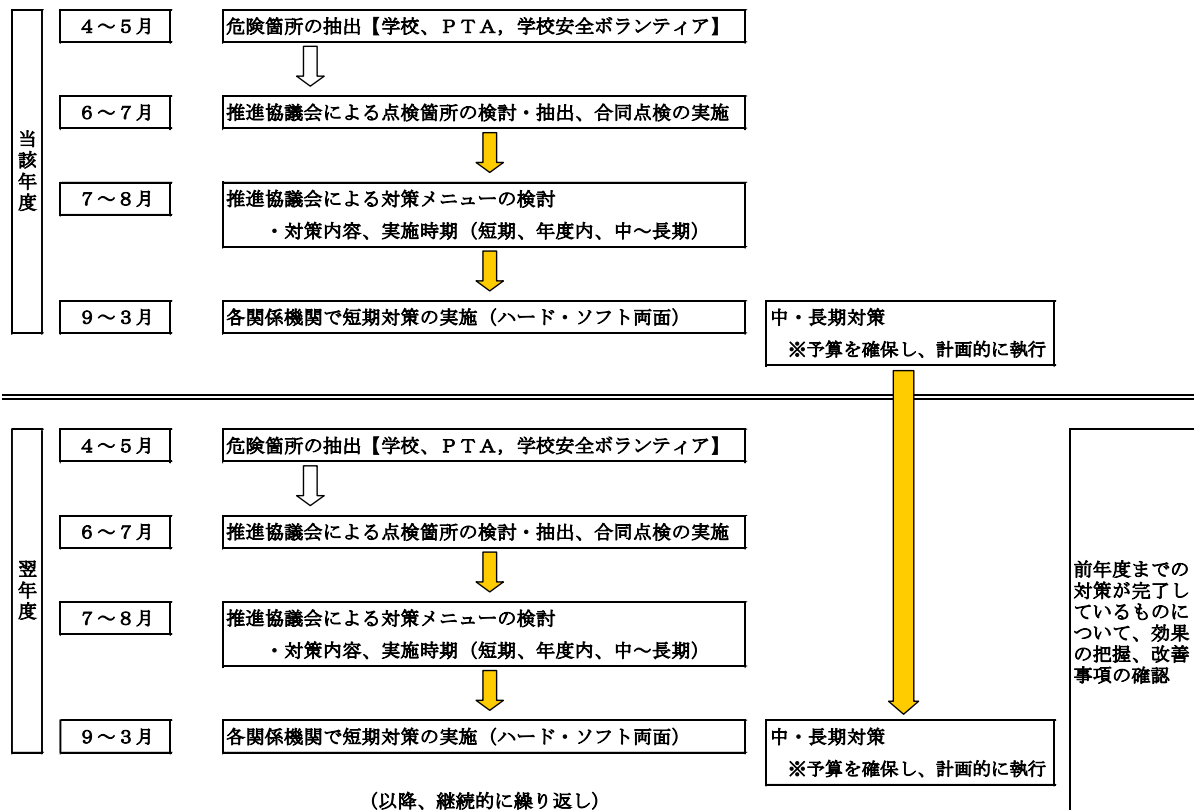 当該年度
４～５月
危険箇所の抽出【学校、ＰＴＡ，学校安全ボランティア】
６～７月
推進協議会による点検箇所の検討・抽出、合同点検の実施
７～８月
推進協議会による対策メニューの検討
・対策内容、実施時期（短期、年度内、中～長期）
９～３月
各関係機関で短期対策の実施（ハード・ソフト両面）
中・長期対策
※予算を確保し、計画的に執行
翌年度
４～５月
危険箇所の抽出【学校、ＰＴＡ，学校安全ボランティア】
６～７月
推進協議会による点検箇所の検討・抽出、合同点検の実施
７～８月
推進協議会による対策メニューの検討
・対策内容、実施時期（短期、年度内、中～長期）
９～３月
各関係機関で短期対策の実施（ハード・ソフト両面）
中・長期対策
※予算を確保し、計画的に執行
前年度までの
対策が完了し
ているものに
ついて、効果
の把握、改善
事項の確認
（以降、継続的に繰り返し）